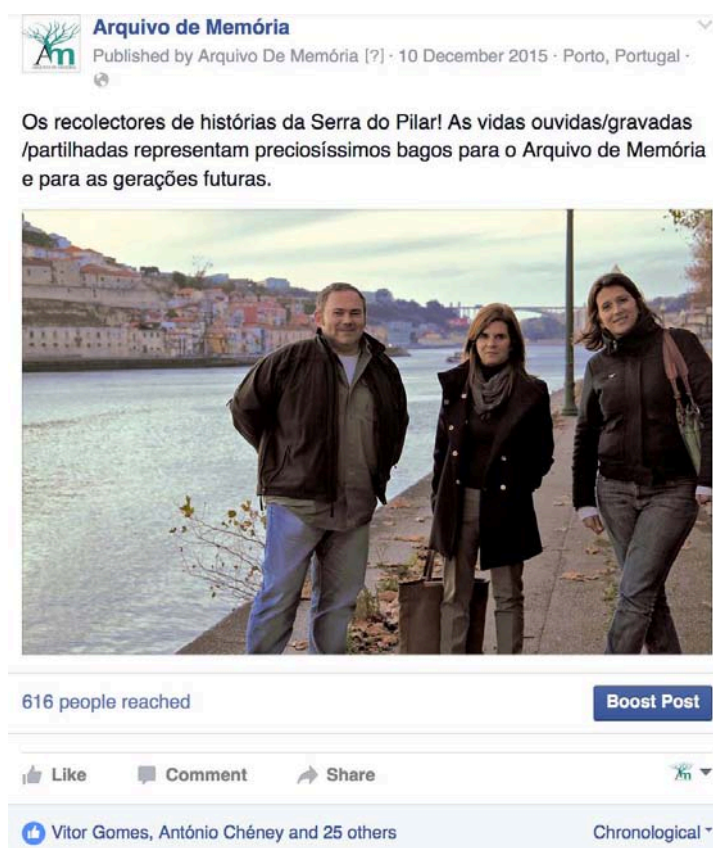 Arquivo de Memória
Published by Arquivo De Memória [?] · 10 December 2015 · Porto, Portugal ·
Os recolectores de histórias da Serra do Pilar! As vidas ouvidas/gravadas
/partilhadas representam preciosíssimos bagos para o Arquivo de Memória
e para as gerações futuras.
616 people reached
Boost Post
Like Comment Share
Vitor Gomes, António Chéney and 25 others
Chronological